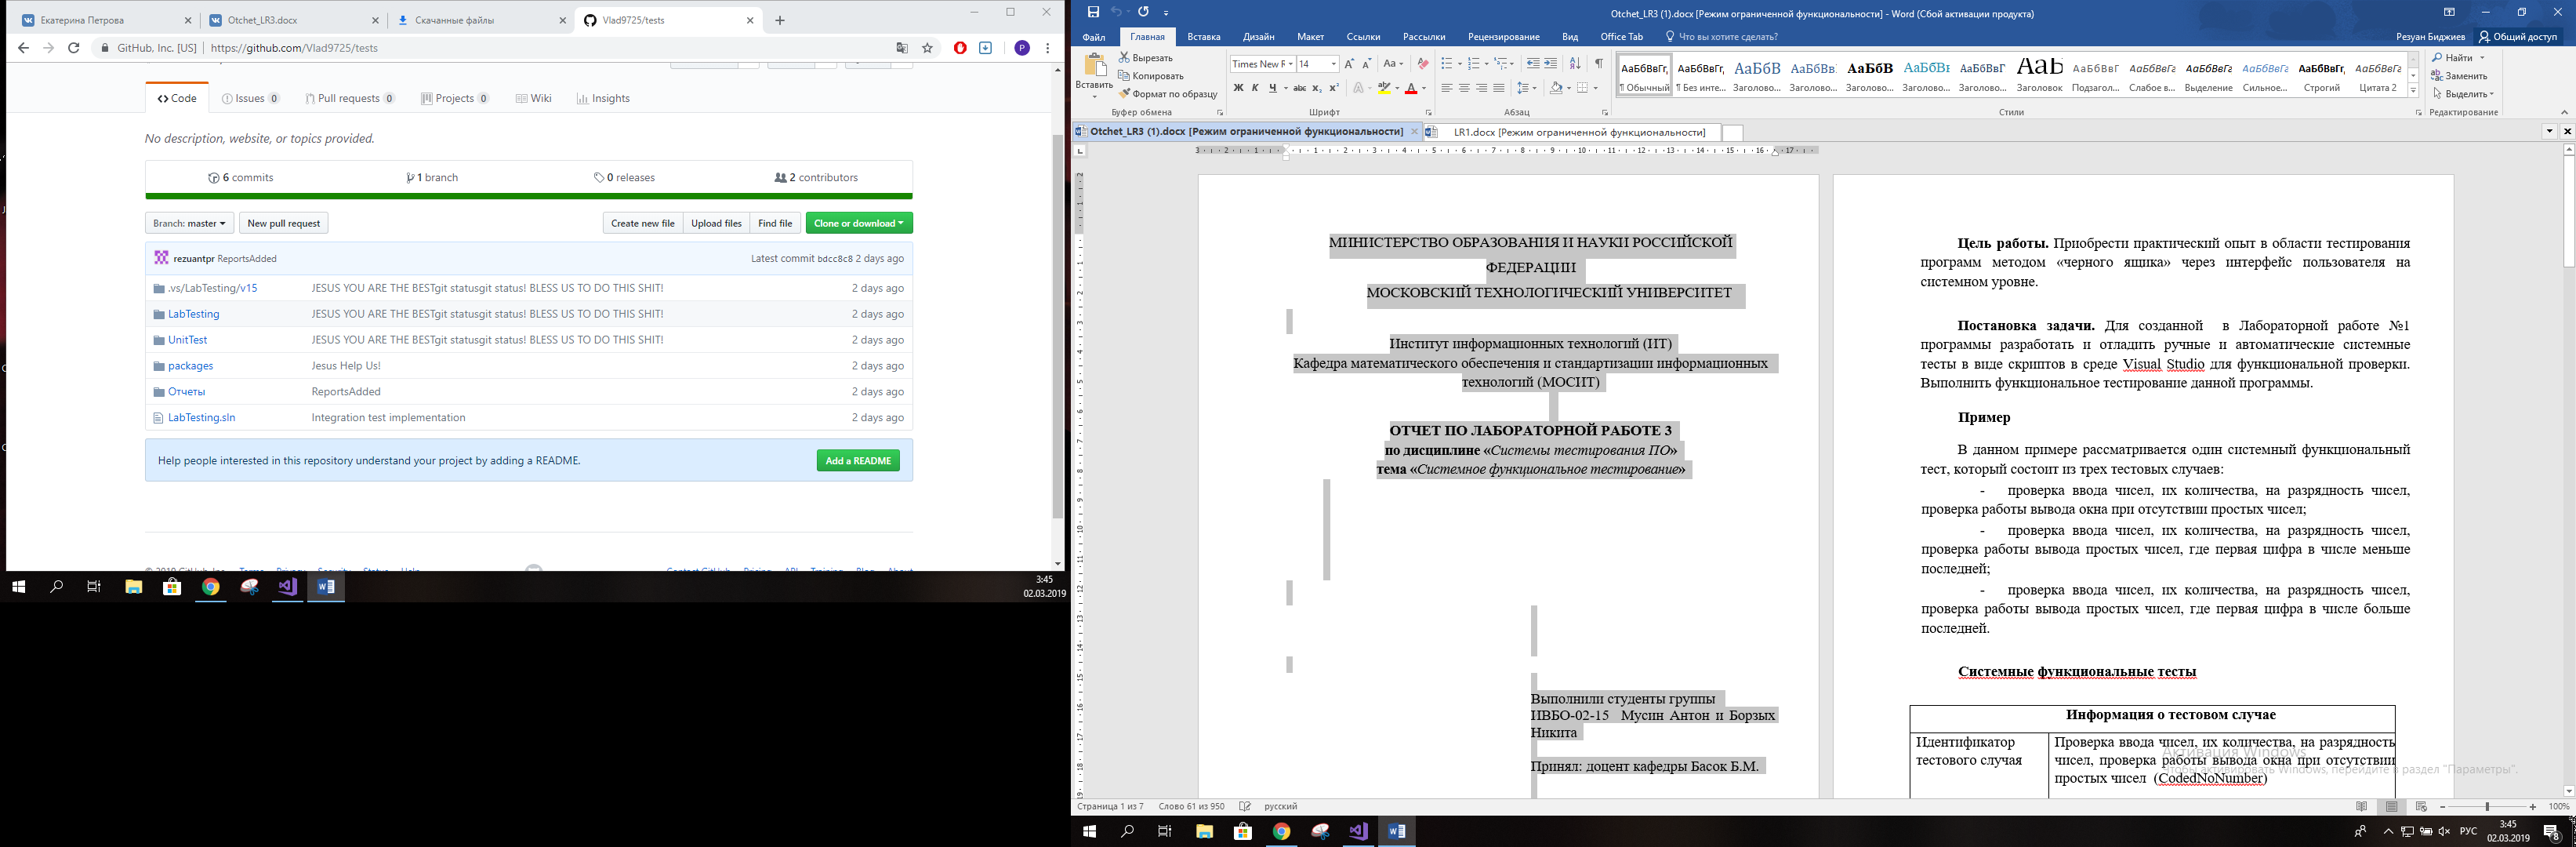 Екатерина Петрова
Otchet_LR3.docx
Скачанные файлы
Vlad9725/tests
GitHub, Inc. [US]
https://github.com/Vlad9725/tests
Code
Issues 0
Pull requests 0
Projects 0
Wiki
Insights
No description, website, or topics provided.
6 commits
1 branch
0 releases
2 contributors
Branch: master
New pull request
Create new file
Upload files
Find file
Clone or download
rezuantpr ReportsAdded
Latest commit bdcc8c8 2 days ago
.vs/LabTesting/v15 JESUS YOU ARE THE BESTgit statusgit status! BLESS US TO DO THIS SHIT! 2 days ago
LabTesting JESUS YOU ARE THE BESTgit statusgit status! BLESS US TO DO THIS SHIT! 2 days ago
UnitTest JESUS YOU ARE THE BESTgit statusgit status! BLESS US TO DO THIS SHIT! 2 days ago
packages Jesus Help Us! 2 days ago
Отчеты ReportsAdded 2 days ago
LabTesting.sln Integration test implementation 2 days ago
Help people interested in this repository understand your project by adding a README.
Add a README
3:45
02.03.2019
Otchet_LR3 (1).docx [Режим ограниченной функциональности] - Word (Сбой активации продукта)
Файл Главная Вставка Дизайн Макет Ссылки Рассылки Рецензирование Вид Office Tab Что вы хотите сделать?
Резуан Биджиев Общий доступ
Вставить
Вырезать
Копировать
Формат по образцу
Буфер обмена
Times New R 14
Ж К Ч abc x₂ x²
Шрифт
Абзац
АаБбВвГг, АаБбВвГг, АаБбВ АаБбВв АаБбВ АаБбВв АаБбВвГ АаБ АаБбВвГ АаБбВвГг АаБбВвГг АаБбВвГг АаБбВвГг, АаБбВвГг
¶ Обычный ¶ Без инте... Заголово... Заголово... Заголово... Заголово... Заголово... Заголовок Подзагол... Слабое в... Выделение Сильное... Строгий Цитата 2
Стили
Найти
Заменить
Выделить
Редактирование
Otchet_LR3 (1).docx [Режим ограниченной функциональности]
LR1.docx [Режим ограниченной функциональности]
МИНИСТЕРСТВО ОБРАЗОВАНИЯ И НАУКИ РОССИЙСКОЙ
ФЕДЕРАЦИИ
МОСКОВСКИЙ ТЕХНОЛОГИЧЕСКИЙ УНИВЕРСИТЕТ
Институт информационных технологий (ИТ)
Кафедра математического обеспечения и стандартизации информационных
технологий (МОСИТ)
ОТЧЕТ ПО ЛАБОРАТОРНОЙ РАБОТЕ 3
по дисциплине «Системы тестирования ПО»
тема «Системное функциональное тестирование»
Выполнили студенты группы
ИВБО-02-15 Мусин Антон и Борзых
Никита
Принял: доцент кафедры Басок Б.М.
Цель работы. Приобрести практический опыт в области тестирования
программ методом «черного ящика» через интерфейс пользователя на
системном уровне.
Постановка задачи. Для созданной в Лабораторной работе №1
программы разработать и отладить ручные и автоматические системные
тесты в виде скриптов в среде Visual Studio для функциональной проверки.
Выполнить функциональное тестирование данной программы.
Пример
В данном примере рассматривается один системный функциональный
тест, который состоит из трех тестовых случаев:
- проверка ввода чисел, их количества, на разрядность чисел,
проверка работы вывода окна при отсутствии простых чисел;
- проверка ввода чисел, их количества, на разрядность чисел,
проверка работы вывода простых чисел, где первая цифра в числе меньше
последней;
- проверка ввода чисел, их количества, на разрядность чисел,
проверка работы вывода простых чисел, где первая цифра в числе больше
последней.
Системные функциональные тесты
Информация о тестовом случае
Идентификатор
тестового случая
Проверка ввода чисел, их количества, на разрядность
чисел, проверка работы вывода окна при отсутствии
простых чисел (CodedNoNumber)
Активация Windows
Чтобы активировать Windows, перейдите в раздел "Параметры".
Страница 1 из 7 Слово 61 из 950 русский
100%
РУС
3:45
02.03.2019
8